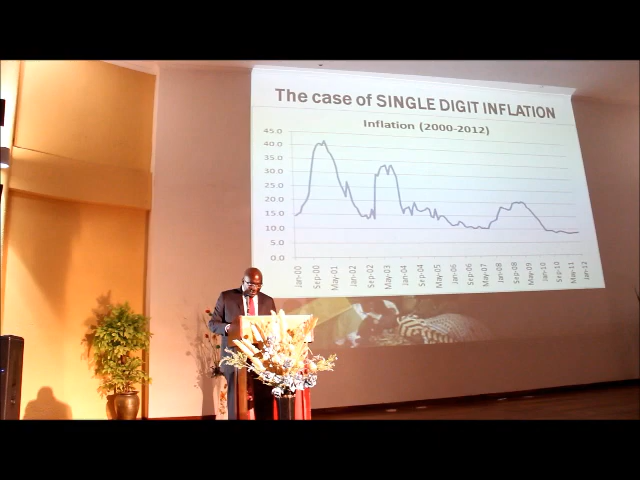 The case of SINGLE DIGIT INFLATION
Inflation (2000-2012)
45.0
40.0
35.0
30.0
25.0
20.0
15.0
10.0
5.0
0.0
Jan-00
Sep-00
May-01
Jan-02
Sep-02
May-03
Jan-04
Sep-04
May-05
Jan-06
Sep-06
May-07
Jan-08
Sep-08
May-09
Jan-10
Sep-10
May-11
Jan-12